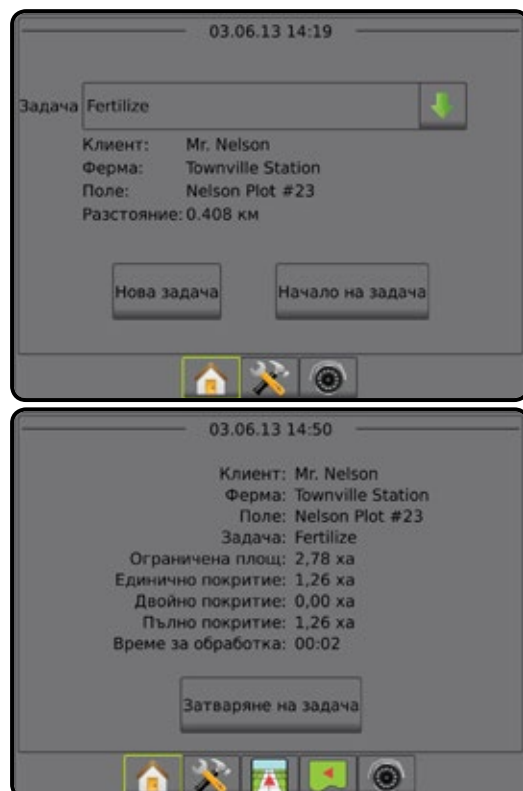 03.06.13 14:19
Задача Fertilize
Клиент: Mr. Nelson
Ферма: Townville Station
Поле: Nelson Plot #23
Разстояние: 0.408 км
Нова задача Начало на задача
03.06.13 14:50
Клиент: Mr. Nelson
Ферма: Townville Station
Поле: Nelson Plot #23
Задача: Fertilize
Ограничена площ: 2,78 ха
Единично покритие: 1,26 ха
Двойно покритие: 0,00 ха
Пълно покритие: 1,26 ха
Време за обработка: 00:02
Затваряне на задача